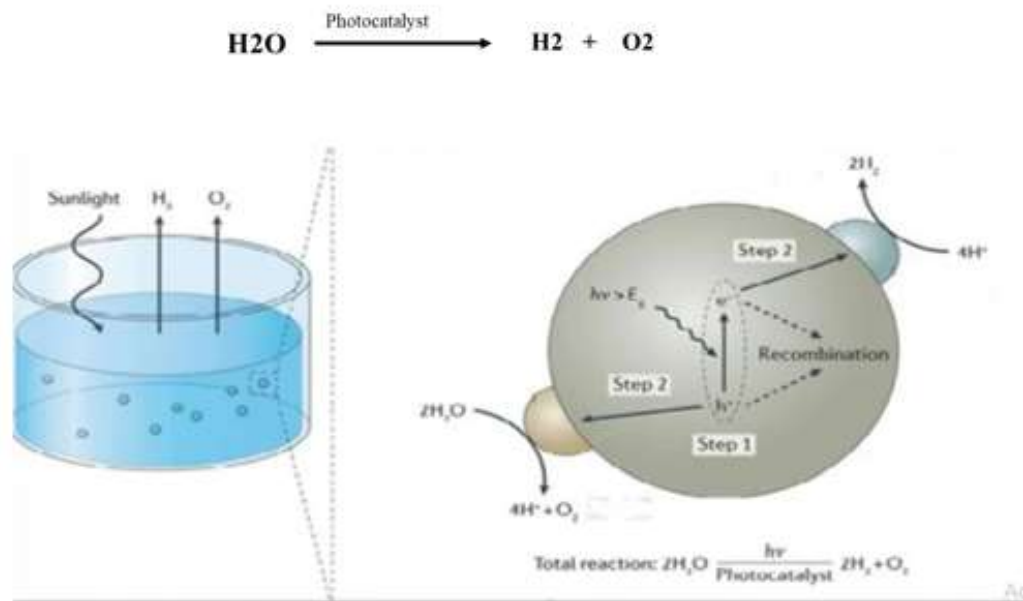 Photocatalyst
H2O → H2 + O2
Sunlight H₂ O₂
2H₂
Step 2
4H⁺
hν > E
e⁻
Recombination
Step 2
2H₂O
h⁺
Step 1
4H⁺ + O₂
Total reaction: 2H₂O hν Photocatalyst 2H₂ + O₂